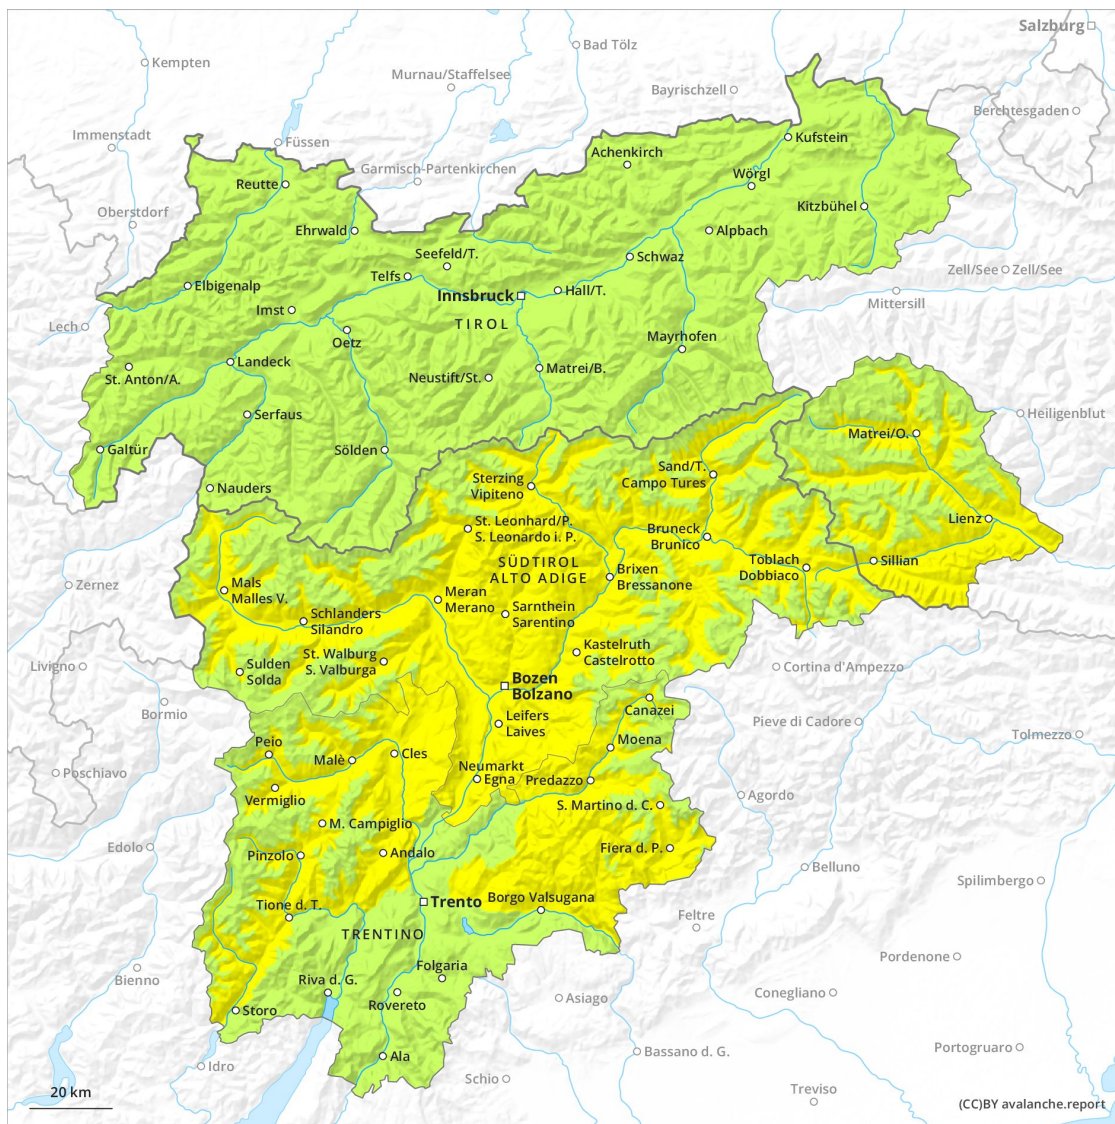 Salzburg
Bad Tölz
Kempten
Murnau/Staffelsee
Bayrischzell
Berchtesgaden
Immenstadt
Füssen
Kufstein
Achenkirch
Garmisch-Partenkirchen
Wörgl
Reutte
Kitzbühel
Oberstdorf
Ehrwald
Alpbach
Seefeld/T.
Schwaz
Telfs
Zell/See
Zell/See
Elbigenalp
Hall/T.
Innsbruck
Mittersill
Imst
TIROL
Lech
Oetz
Mayrhofen
Landeck
Matrei/B.
St. Anton/A.
Neustift/St.
Serfaus
Heiligenblut
Matrei/O.
Galtür
Sölden
Sand/T.
Campo Tures
Sterzing
Vipiteno
Nauders
Lienz
St. Leonhard/P.
S. Leonardo i. P.
Bruneck
Brunico
SÜDTIROL
ALTO ADIGE
Toblach
Dobbiaco
Sillian
Brixen
Bressanone
Zernez
Mals
Malles V.
Meran
Merano
Sarnthein
Sarentino
Schlanders
Silandro
Kastelruth
Castelrotto
St. Walburg
S. Valburga
Livigno
Sulden
Solda
Cortina d'Ampezzo
Bozen
Bolzano
Canazei
Bormio
Leifers
Laives
Pieve di Cadore
Tolmezzo
Peio
Moena
Cles
Malè
Poschiavo
Neumarkt
Egna
Predazzo
Vermiglio
Agordo
S. Martino d. C.
M. Campiglio
Edolo
Pinzolo
Andalo
Fiera d. P.
Belluno
Spilimbergo
Borgo Valsugana
Trento
Tione d. T.
Feltre
TRENTINO
Pordenone
Folgaria
Bienno
Riva d. G.
Rovereto
Asiago
Conegliano
Storo
Portogruaro
Bassano d. G.
Ala
Idro
Schio
Treviso
20 km
(CC)BY avalanche.report